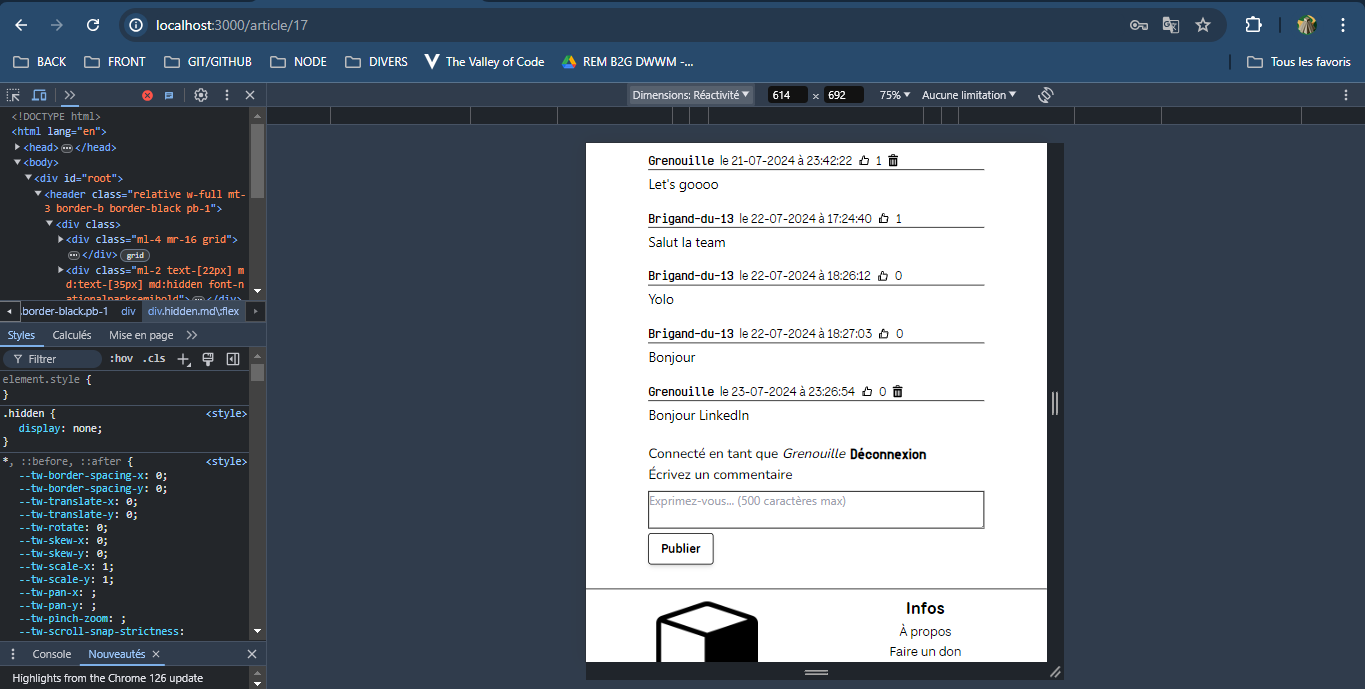 localhost:3000/article/17
BACK FRONT GIT/GITHUB NODE DIVERS The Valley of Code REM B2G DWWM -... Tous les favoris
Dimensions: Réactivité 614 x 692 75% Aucune limitation
<!DOCTYPE html>
<html lang="en">
<head> </head>
<body>
<div id="root">
<header class="relative w-full mt-
3 border-b border-black pb-1">
<div class>
<div class="ml-4 mr-16 grid">
</div> grid
<div class="ml-2 text-[22px] m
d:text-[35px] md:hidden font-n
ationalparksemibold"> </div>
.border-black.pb-1 div div.hidden.md\:flex
Styles Calculés Mise en page
Filtrer :hov .cls
element.style {
}
.hidden { <style>
display: none;
}
*, ::before, ::after { <style>
--tw-border-spacing-x: 0;
--tw-border-spacing-y: 0;
--tw-translate-x: 0;
--tw-translate-y: 0;
--tw-rotate: 0;
--tw-skew-x: 0;
--tw-skew-y: 0;
--tw-scale-x: 1;
--tw-scale-y: 1;
--tw-pan-x: ;
--tw-pan-y: ;
--tw-pinch-zoom: ;
--tw-scroll-snap-strictness:
Console Nouveautés
Highlights from the Chrome 126 update
Grenouille le 21-07-2024 à 23:42:22 1
Let's goooo
Brigand-du-13 le 22-07-2024 à 17:24:40 1
Salut la team
Brigand-du-13 le 22-07-2024 à 18:26:12 0
Yolo
Brigand-du-13 le 22-07-2024 à 18:27:03 0
Bonjour
Grenouille le 23-07-2024 à 23:26:54 0
Bonjour LinkedIn
Connecté en tant que Grenouille Déconnexion
Écrivez un commentaire
Exprimez-vous... (500 caractères max)
Publier
Infos
À propos
Faire un don